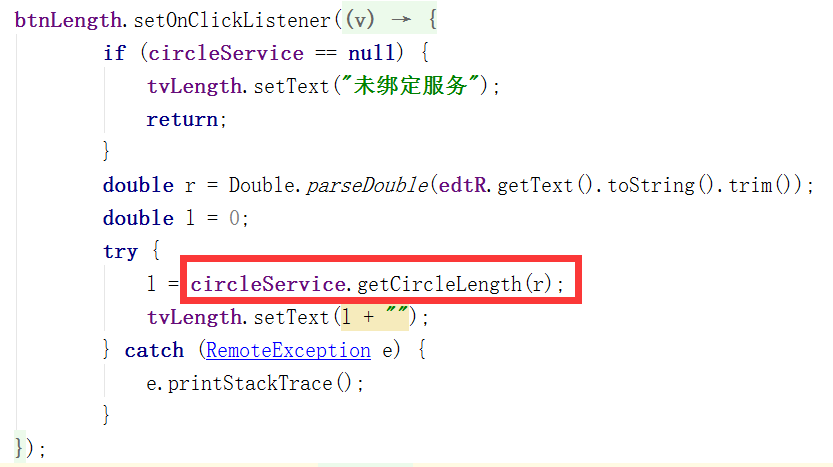 btnLength.setOnClickListener((v) → {
if (circleService == null) {
tvLength.setText("未绑定服务");
return;
}
double r = Double.parseDouble(edtR.getText().toString().trim());
double l = 0;
try {
l = circleService.getCircleLength(r);
tvLength.setText(l + "");
} catch (RemoteException e) {
e.printStackTrace();
}
});